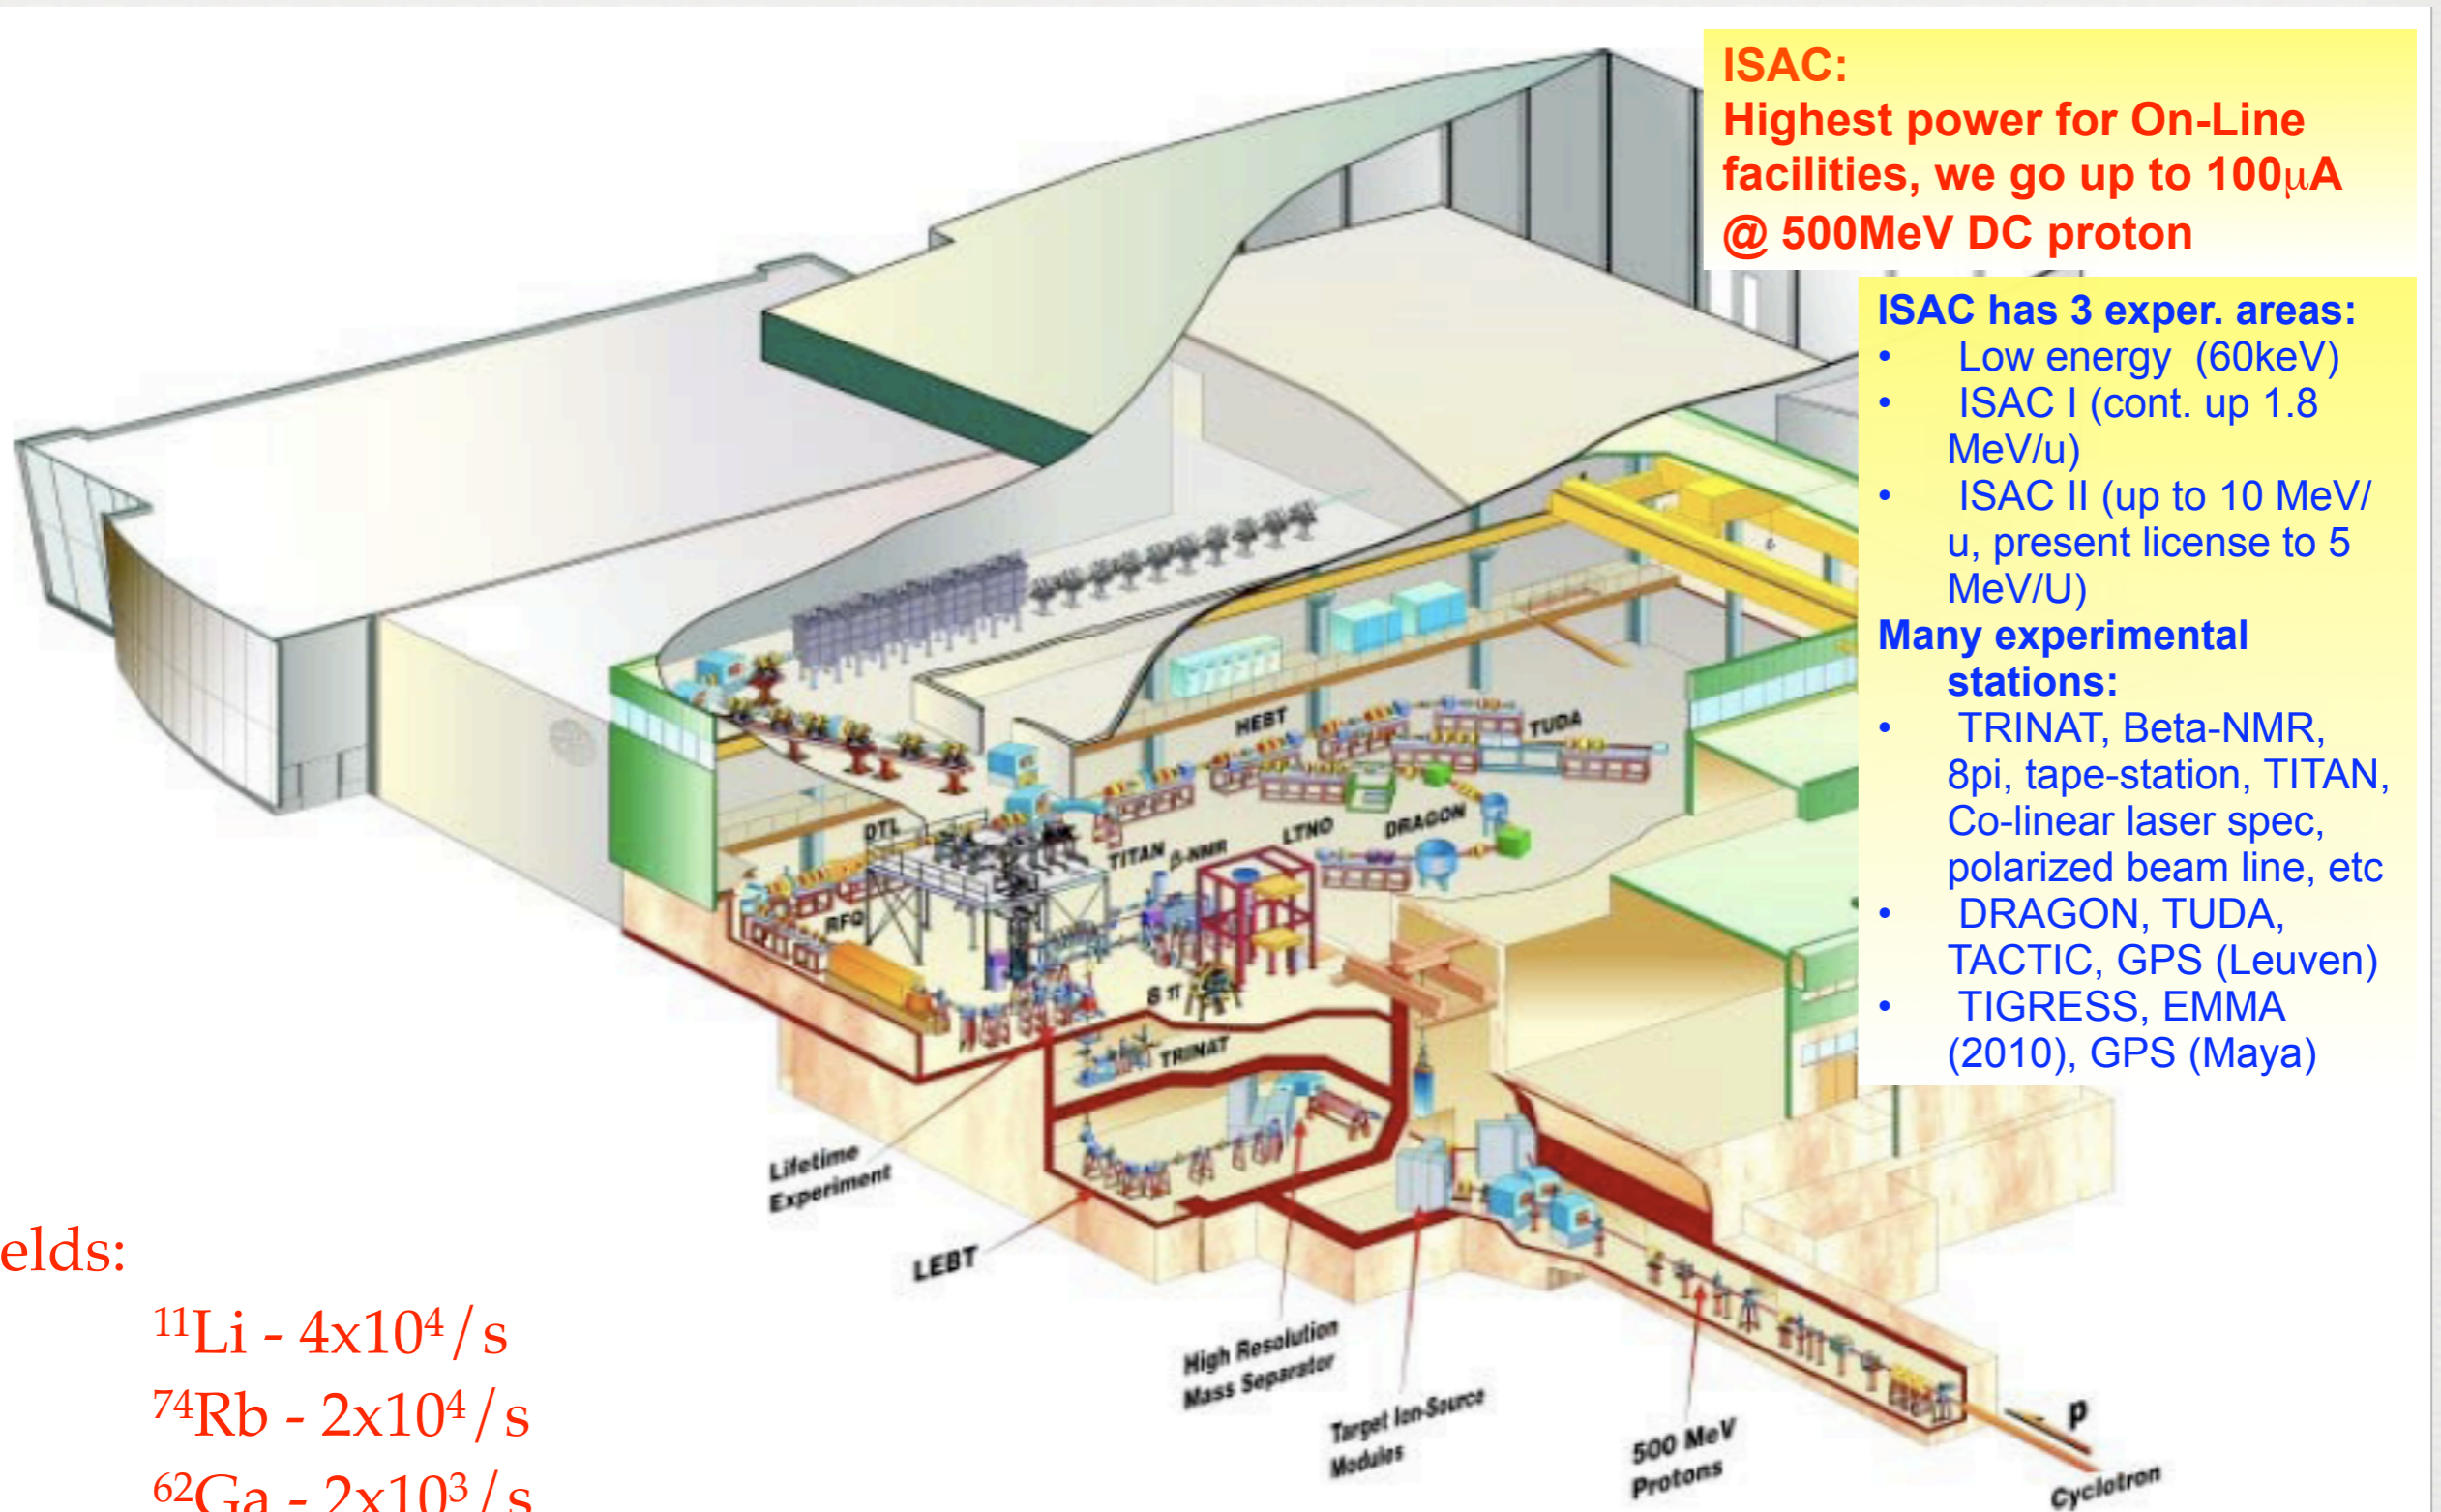 ISAC:
Highest power for On-Line
facilities, we go up to 100μA
@ 500MeV DC proton
ISAC has 3 exper. areas:
• Low energy (60keV)
• ISAC I (cont. up 1.8
MeV/u)
• ISAC II (up to 10 MeV/
u, present license to 5
MeV/U)
Many experimental
stations:
• TRINAT, Beta-NMR,
8pi, tape-station, TITAN,
Co-linear laser spec,
polarized beam line, etc
• DRAGON, TUDA,
TACTIC, GPS (Leuven)
• TIGRESS, EMMA
(2010), GPS (Maya)
HEBT
TUDA
DTL
TITAN
β-NMR
LTNO
DRAGON
RFQ
8 π
TRINAT
Lifetime
Experiment
LEBT
High Resolution
Mass Separator
Target Ion-Source
Modules
500 MeV
Protons
p
Cyclotron
elds:
¹¹Li - 4x10⁴/s
⁷⁴Rb - 2x10⁴/s
⁶²Ga - 2x10³/s